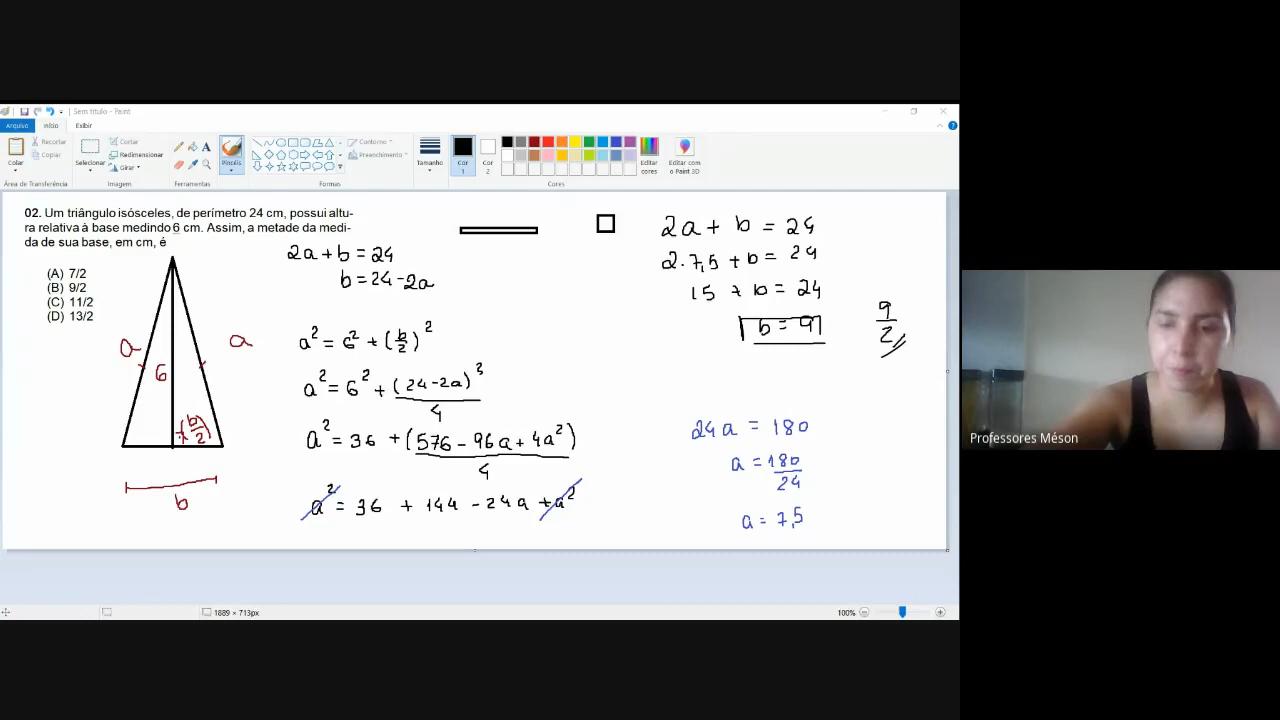 Sem título - Paint
Arquivo Início Exibir
Colar
Recortar
Copiar
Área de Transferência
Selecionar
Cortar
Redimensionar
Girar
Imagem
Ferramentas
Pincéis
Contorno
Preenchimento
Formas
Tamanho
Cor 1
Cor 2
Editar cores
Editar com o Paint 3D
Cores
02. Um triângulo isósceles, de perímetro 24 cm, possui altu-
ra relativa à base medindo 6 cm. Assim, a metade da medi-
da de sua base, em cm, é
(A) 7/2
(B) 9/2
(C) 11/2
(D) 13/2
a
a
6
(b/2)
b
2a + b = 24
b = 24 - 2a
a² = 6² + (b/2)²
a² = 6² + (24 - 2a)³/4
a² = 36 + (576 - 96a + 4a²)/4
a² = 36 + 144 - 24a + a²
2a + b = 24
2.7,5 + b = 24
15 + b = 24
b = 9
9/2
24a = 180
a = 180/24
a = 7,5
Professores Méson
1889 × 713px
100%